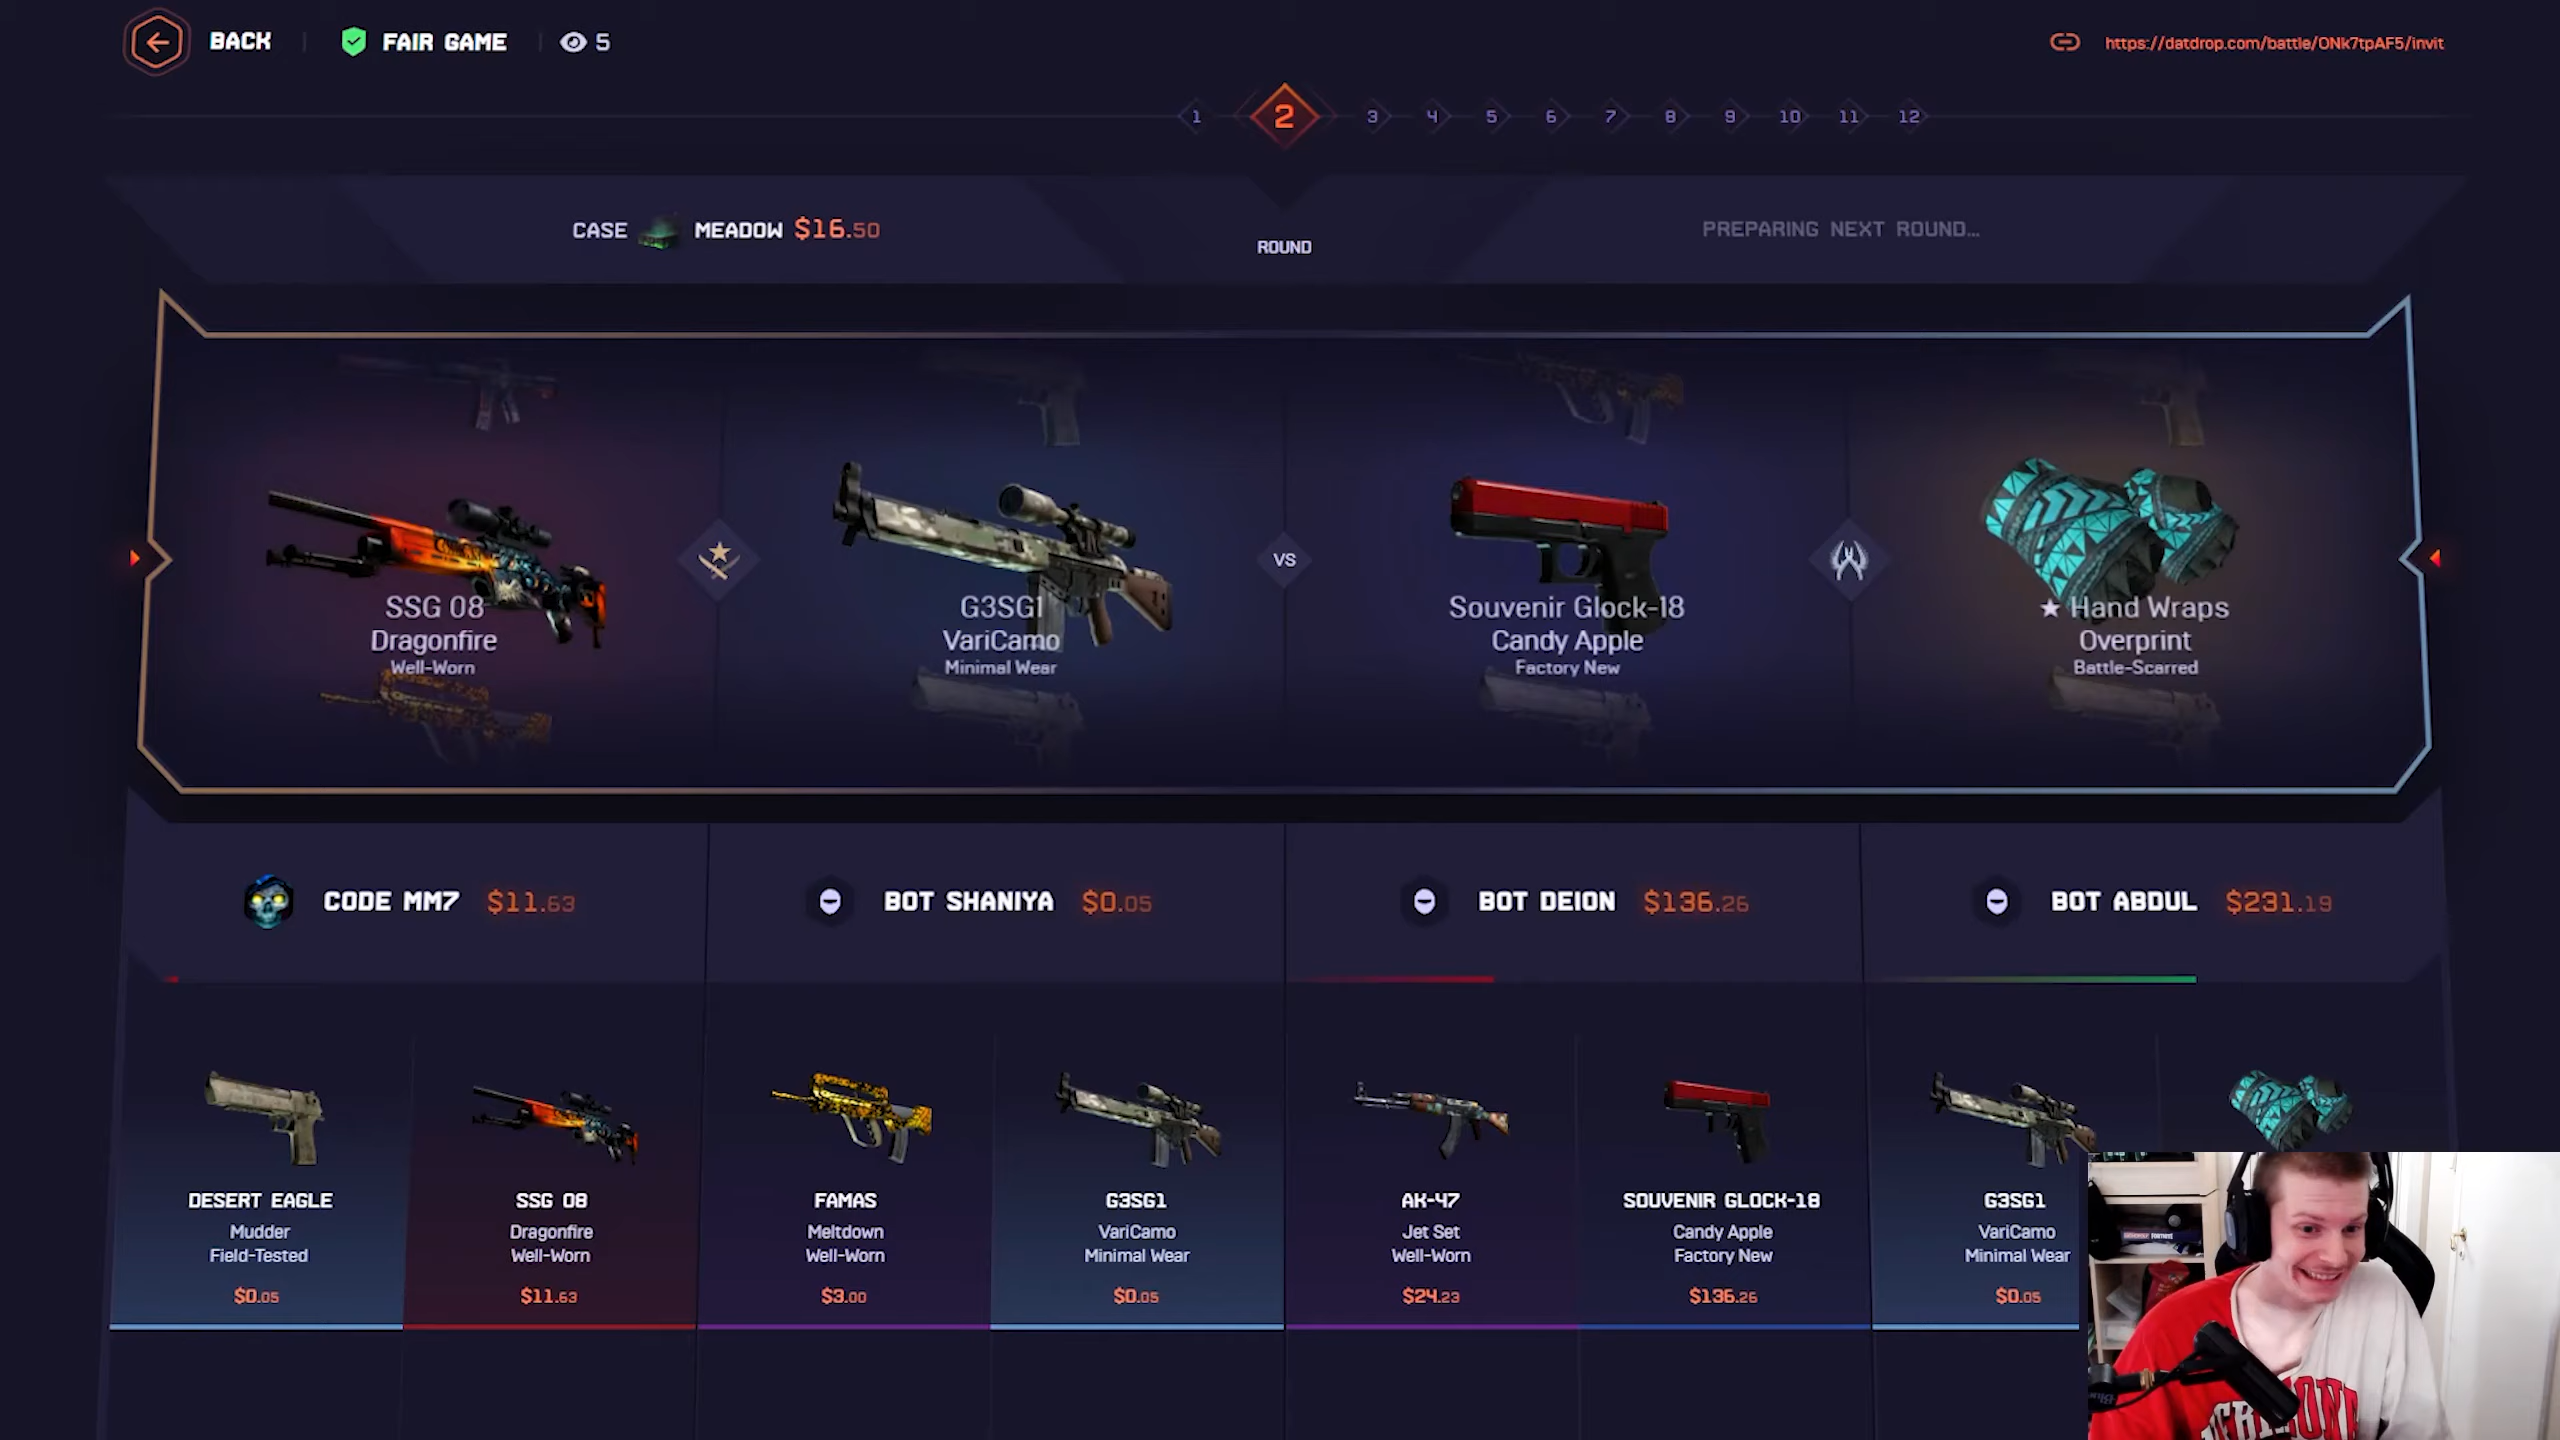 BACK
FAIR GAME
5
https://datdrop.com/battle/ONk7tpAF5/invit
1 2 3 4 5 6 7 8 9 10 11 12
CASE MEADOW $16.50
ROUND
PREPARING NEXT ROUND...
SSG 08
Dragonfire
Well-Worn
G3SG1
VariCamo
Minimal Wear
VS
Souvenir Glock-18
Candy Apple
Factory New
★ Hand Wraps
Overprint
Battle-Scarred
CODE MM7 $11.63
BOT SHANIYA $0.05
BOT DEION $136.26
BOT ABDUL $231.19
DESERT EAGLE
Mudder
Field-Tested
$0.05
SSG 08
Dragonfire
Well-Worn
$11.63
FAMAS
Meltdown
Well-Worn
$3.00
G3SG1
VariCamo
Minimal Wear
$0.05
AK-47
Jet Set
Well-Worn
$24.23
SOUVENIR GLOCK-18
Candy Apple
Factory New
$136.26
G3SG1
VariCamo
Minimal Wear
$0.05